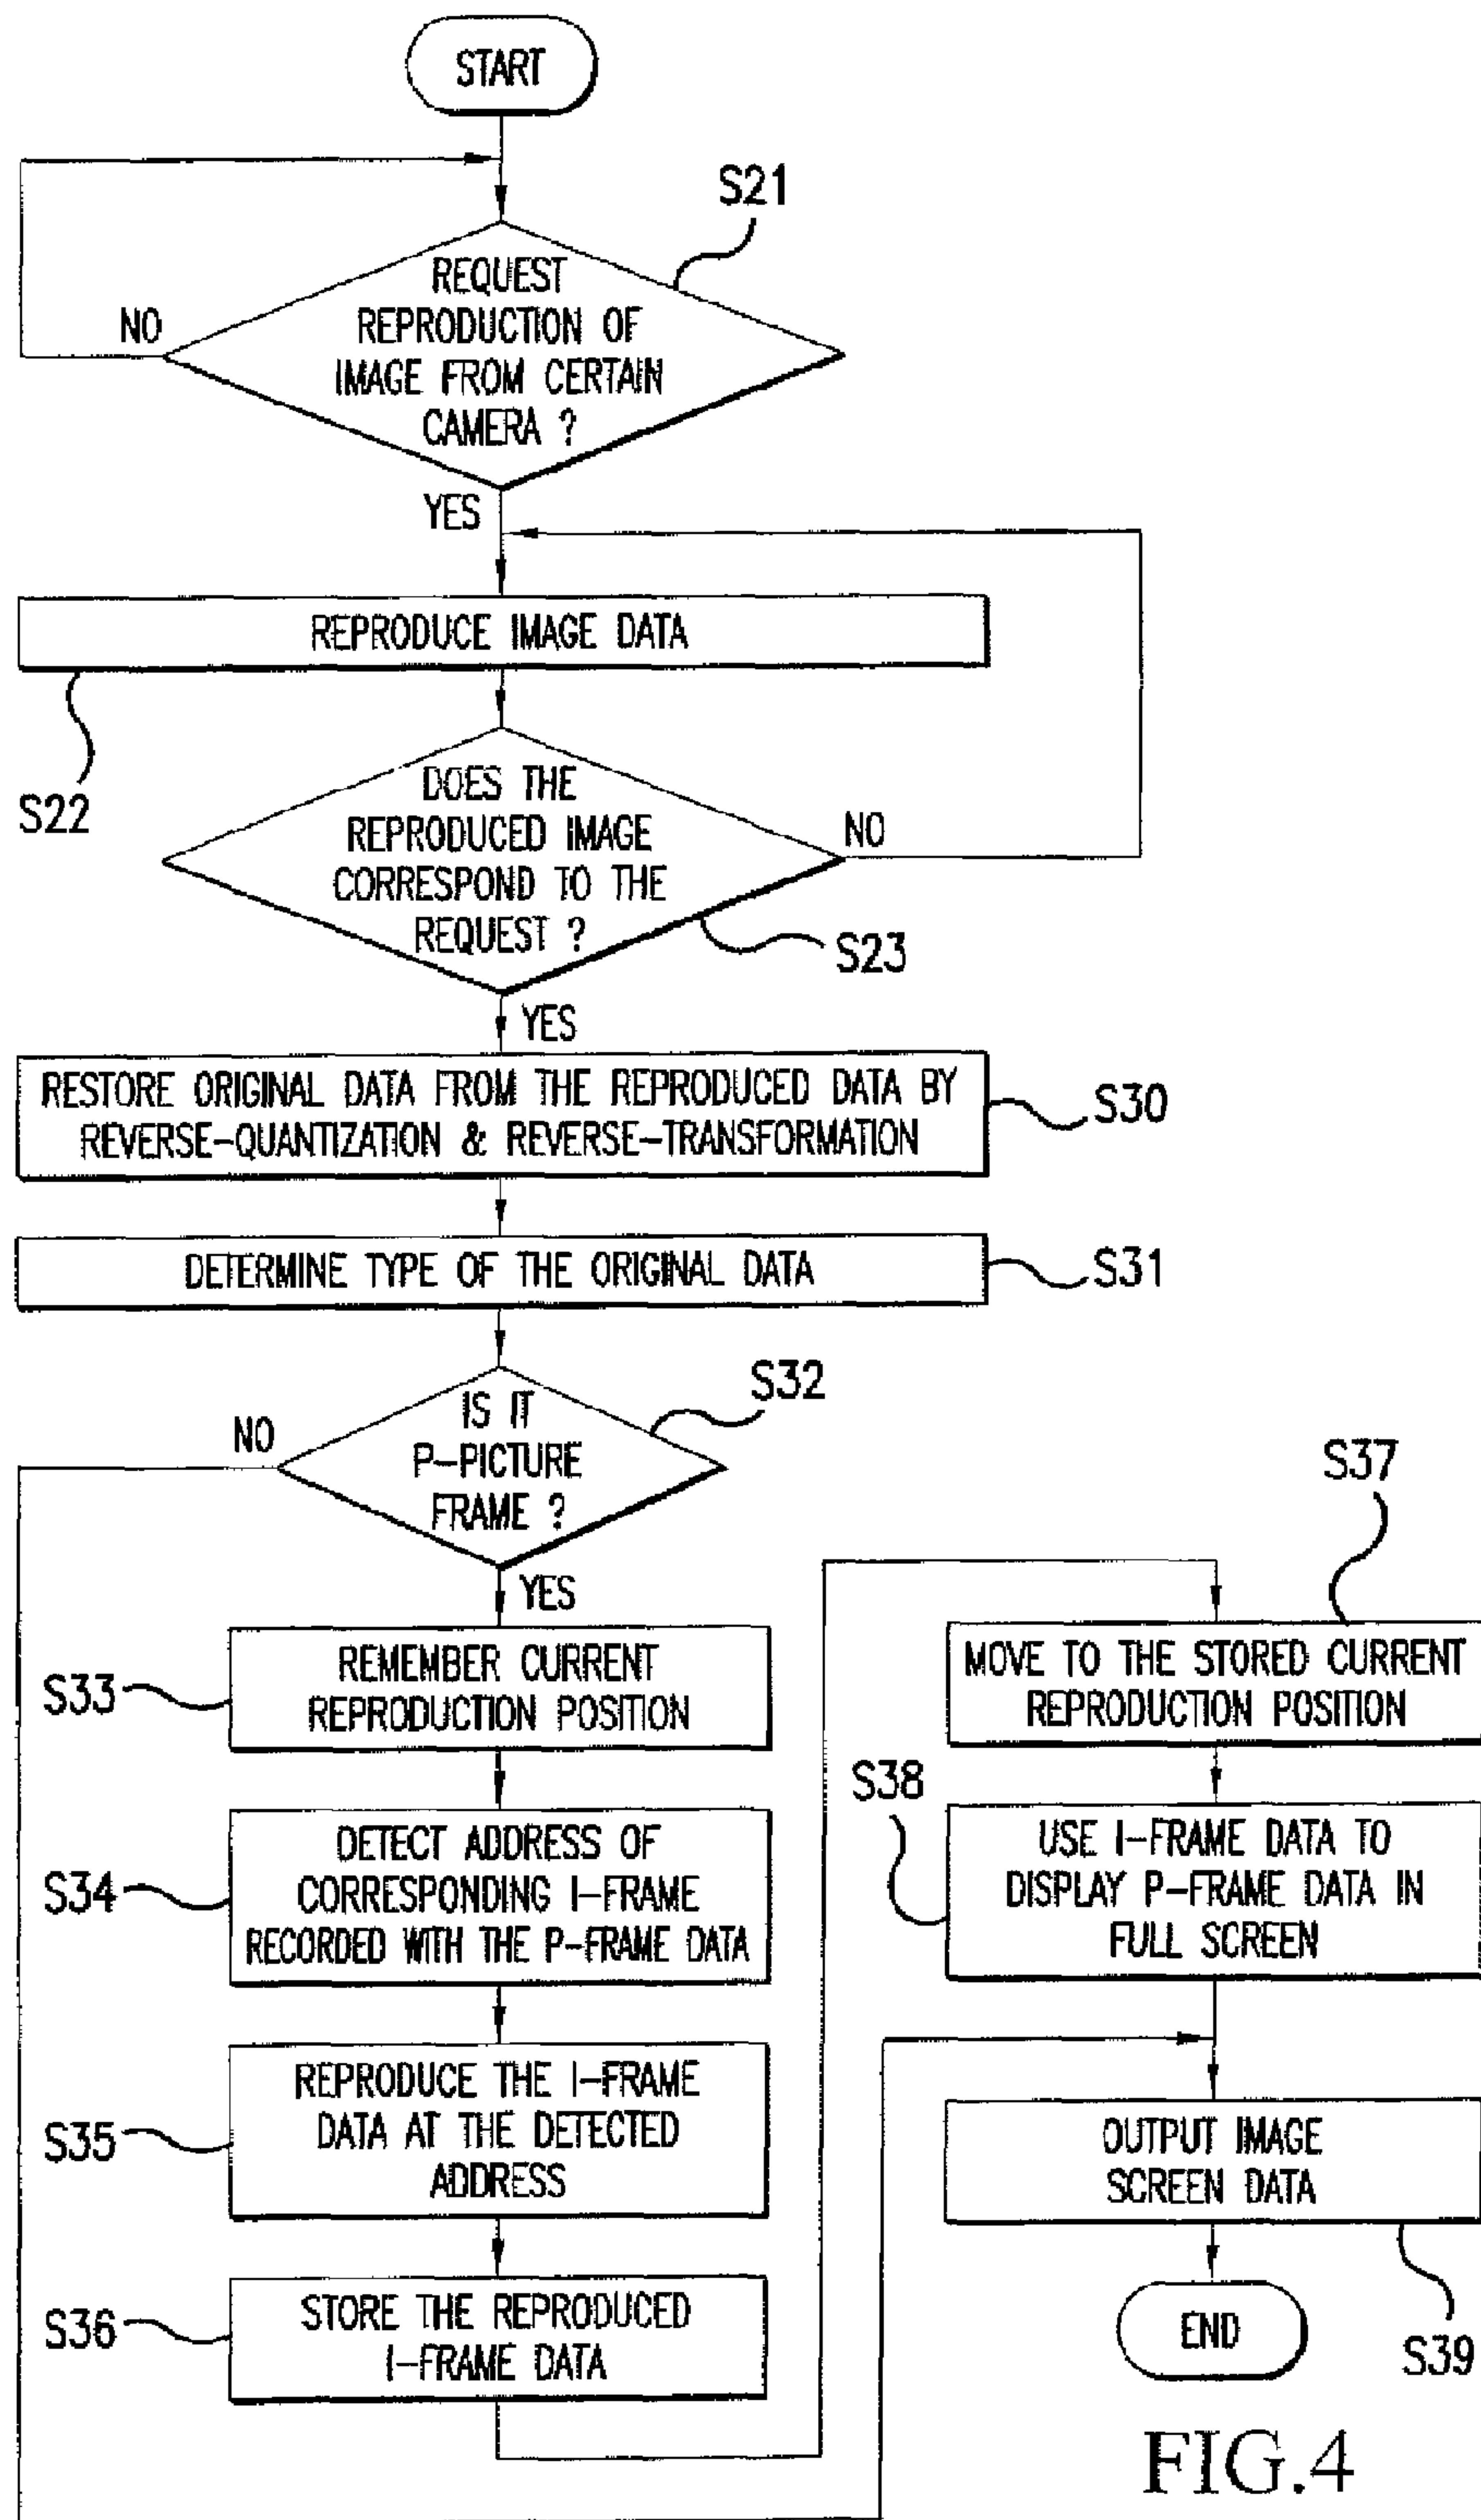 START
S21
REQUEST
REPRODUCTION OF
IMAGE FROM CERTAIN
CAMERA ?
NO
YES
REPRODUCE IMAGE DATA
S22
DOES THE
REPRODUCED IMAGE
CORRESPOND TO THE
REQUEST ?
NO
S23
YES
RESTORE ORIGINAL DATA FROM THE REPRODUCED DATA BY
REVERSE-QUANTIZATION & REVERSE-TRANSFORMATION
S30
DETERMINE TYPE OF THE ORIGINAL DATA
S31
S32
IS IT
P-PICTURE
FRAME ?
NO
YES
REMEMBER CURRENT
REPRODUCTION POSITION
S33
DETECT ADDRESS OF
CORRESPONDING I-FRAME
RECORDED WITH THE P-FRAME DATA
S34
REPRODUCE THE I-FRAME
DATA AT THE DETECTED
ADDRESS
S35
STORE THE REPRODUCED
I-FRAME DATA
S36
S37
MOVE TO THE STORED CURRENT
REPRODUCTION POSITION
S38
USE I-FRAME DATA TO
DISPLAY P-FRAME DATA IN
FULL SCREEN
OUTPUT IMAGE
SCREEN DATA
END
S39
FIG.4